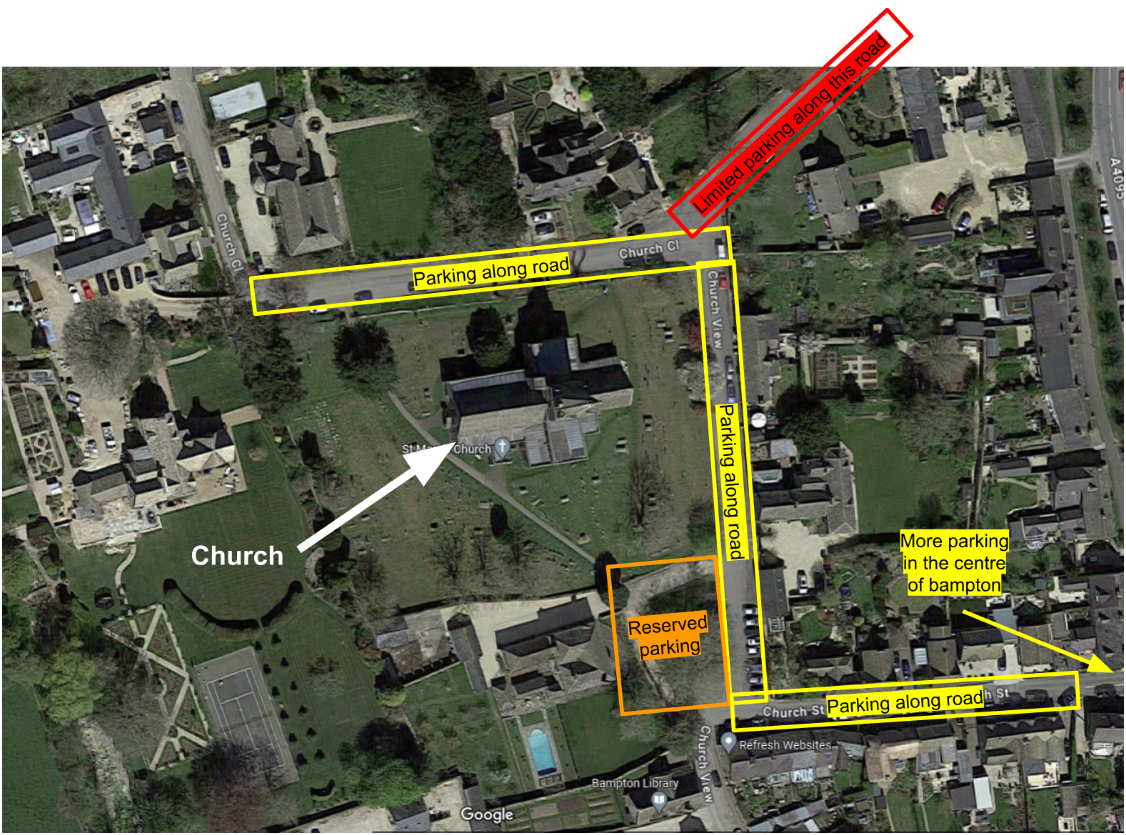 Limited parking along this road
A4095
Church Cl
Church Cl
Parking along road
Church View
St Ma Church
Parking along road
Church
More parking
in the centre
of bampton
Reserved
parking
Church St
Parking along road
h St
Refresh Websites
Church View
Bampton Library
Google